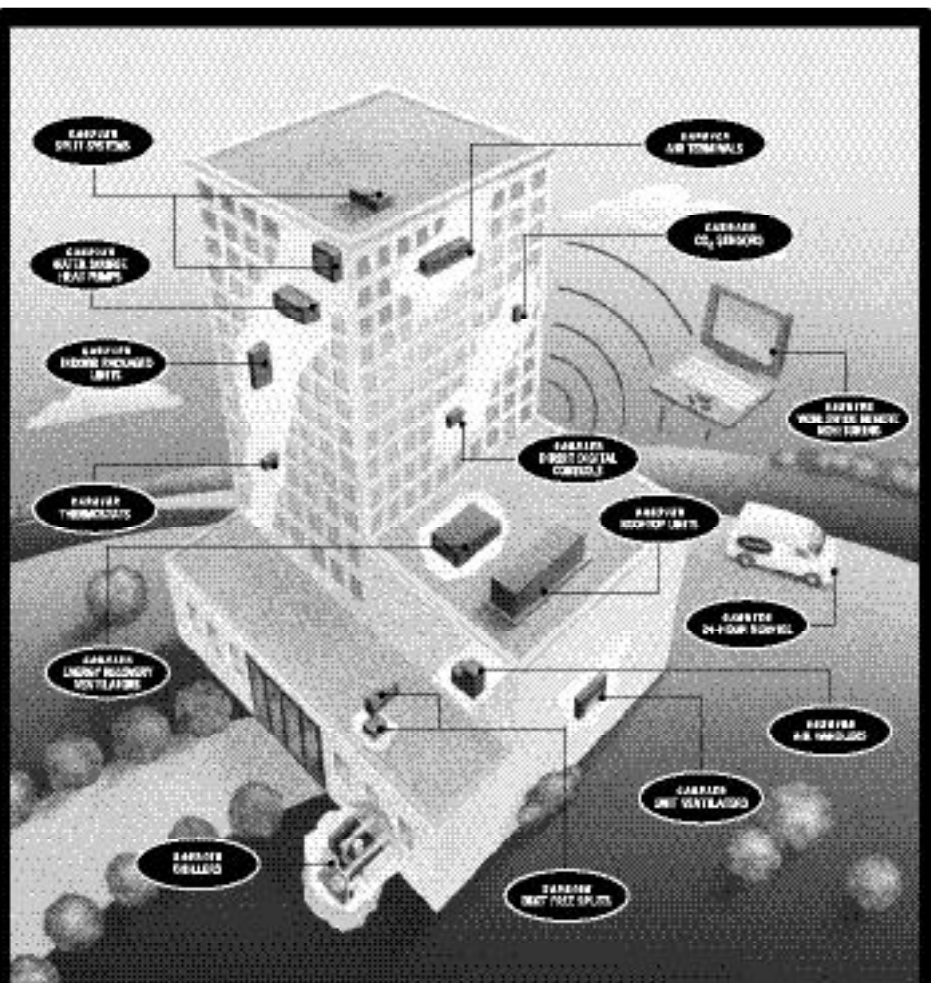 CARRIER
SPLIT SYSTEMS
CARRIER
AIR TERMINALS
CARRIER
CO₂ SENSORS
CARRIER
WATER SOURCE
HEAT PUMPS
CARRIER
INDOOR PACKAGED
UNITS
CARRIER
WORLDWIDE REMOTE
MONITORING
CARRIER
DIRECT DIGITAL
CONTROLS
CARRIER
THERMOSTATS
CARRIER
ROOFTOP UNITS
CARRIER
24-HOUR SERVICE
CARRIER
ENERGY RECOVERY
VENTILATORS
CARRIER
AIR HANDLERS
CARRIER
UNIT VENTILATORS
CARRIER
CHILLERS
CARRIER
DUCT FREE SPLITS